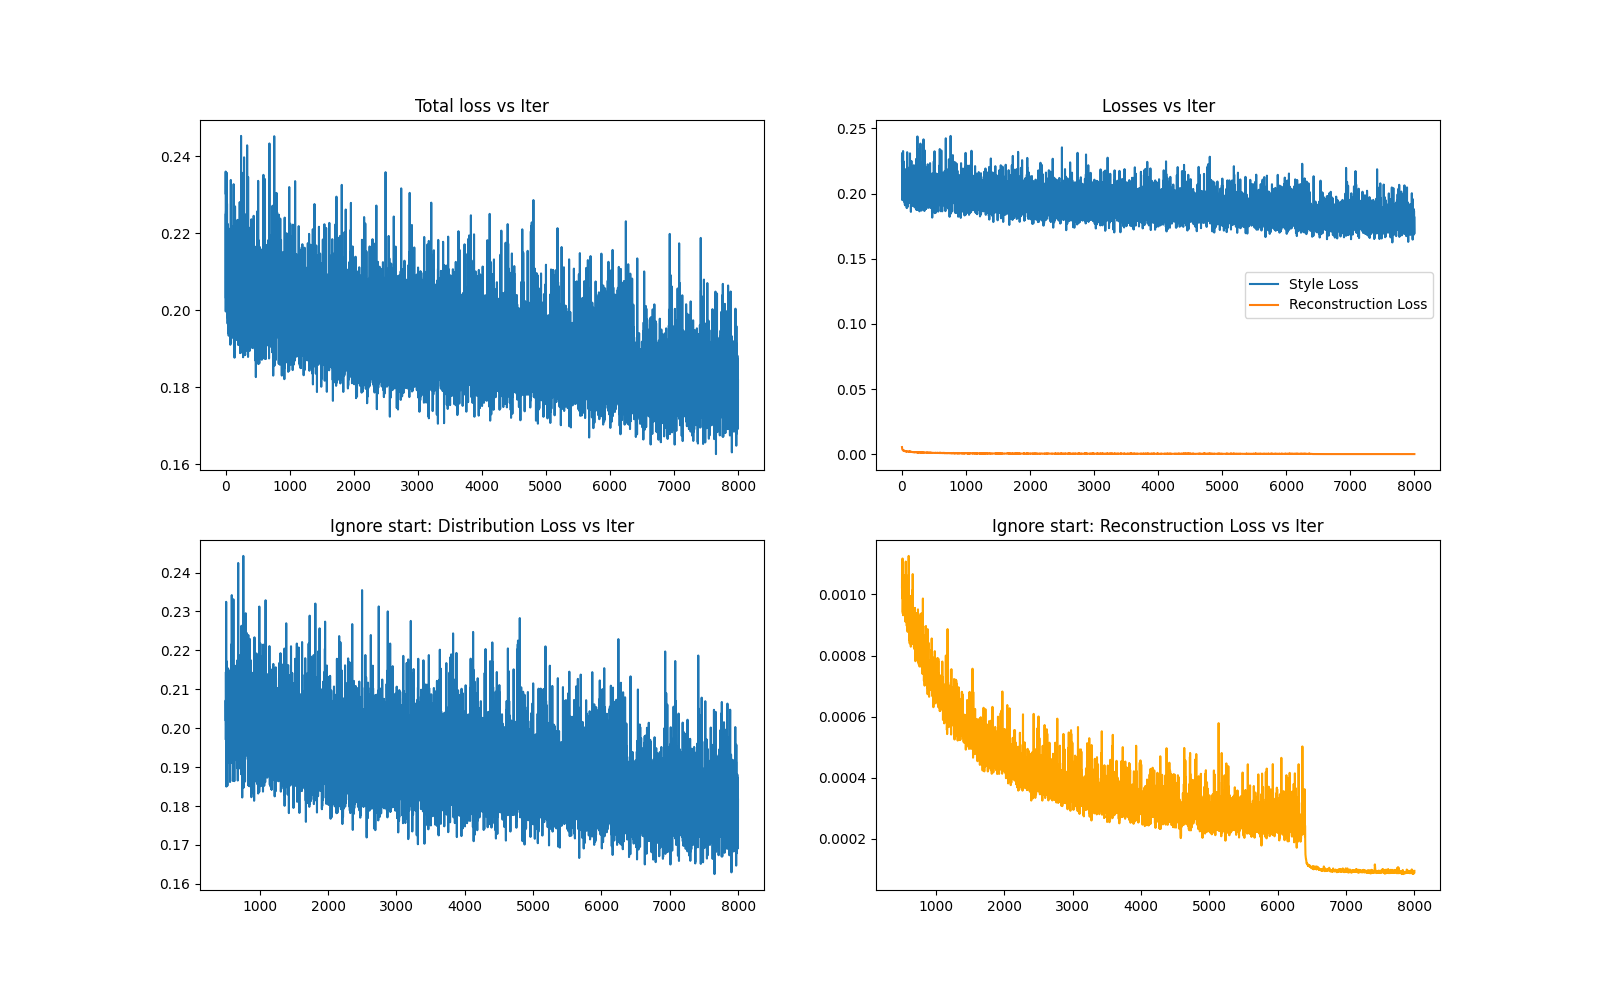 Total loss vs Iter
0.24
0.22
0.20
0.18
0.16
0 1000 2000 3000 4000 5000 6000 7000 8000
Losses vs Iter
0.25
0.20
0.15
0.10
0.05
0.00
Style Loss
Reconstruction Loss
0 1000 2000 3000 4000 5000 6000 7000 8000
Ignore start: Distribution Loss vs Iter
0.24
0.23
0.22
0.21
0.20
0.19
0.18
0.17
0.16
1000 2000 3000 4000 5000 6000 7000 8000
Ignore start: Reconstruction Loss vs Iter
0.0010
0.0008
0.0006
0.0004
0.0002
1000 2000 3000 4000 5000 6000 7000 8000